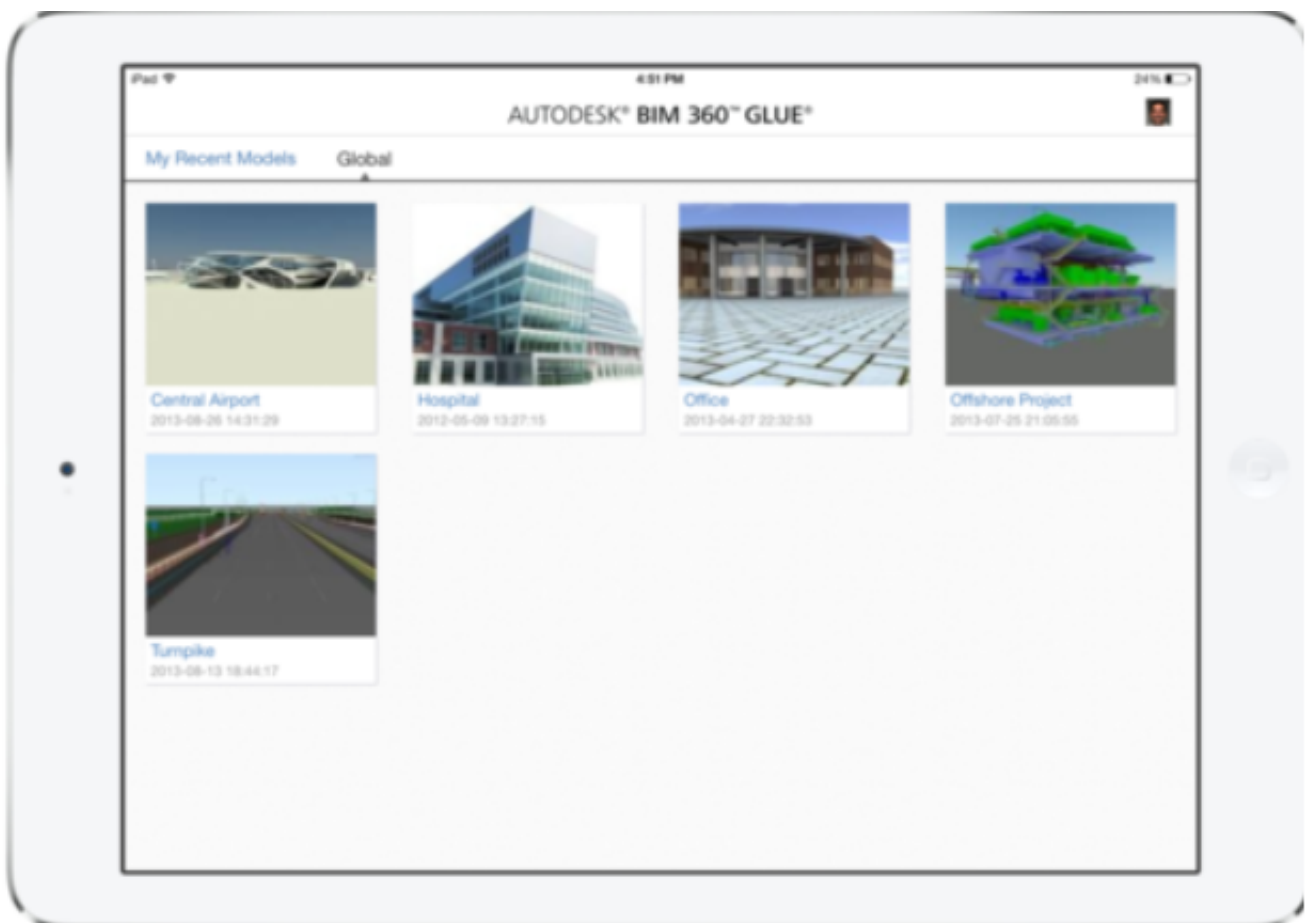 iPad 4:51 PM 24%
AUTODESK® BIM 360™ GLUE®
My Recent Models Global
Central Airport Hospital Office Offshore Project
2013-08-26 14:31:29 2012-05-09 13:27:15 2013-04-27 22:32:53 2013-07-25 21:05:55
Turnpike
2013-08-13 18:44:17